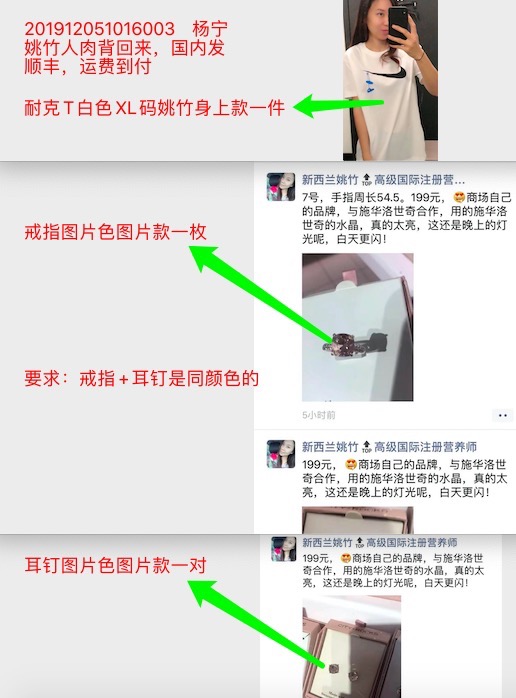 201912051016003 杨宁
姚竹人肉背回来，国内发
顺丰，运费到付
耐克T白色XL码姚竹身上款一件
新西兰姚竹🔝高级国际注册营...
7号，手指周长54.5。199元，😍商场自己
的品牌，与施华洛世奇合作，用的施华洛
世奇的水晶，真的太亮，这还是晚上的灯
光呢，白天更闪！
戒指图片色图片款一枚
要求：戒指+耳钉是同颜色的
5小时前
新西兰姚竹🔝高级国际注册营养师
199元，😍商场自己的品牌，与施华洛世
奇合作，用的施华洛世奇的水晶，真的太
亮，这还是晚上的灯光呢，白天更闪！
新西兰姚竹🔝高级国际注册营养师
199元，😍商场自己的品牌，与施华洛世
奇合作，用的施华洛世奇的水晶，真的太
亮，这还是晚上的灯光呢，白天更闪！
耳钉图片色图片款一对